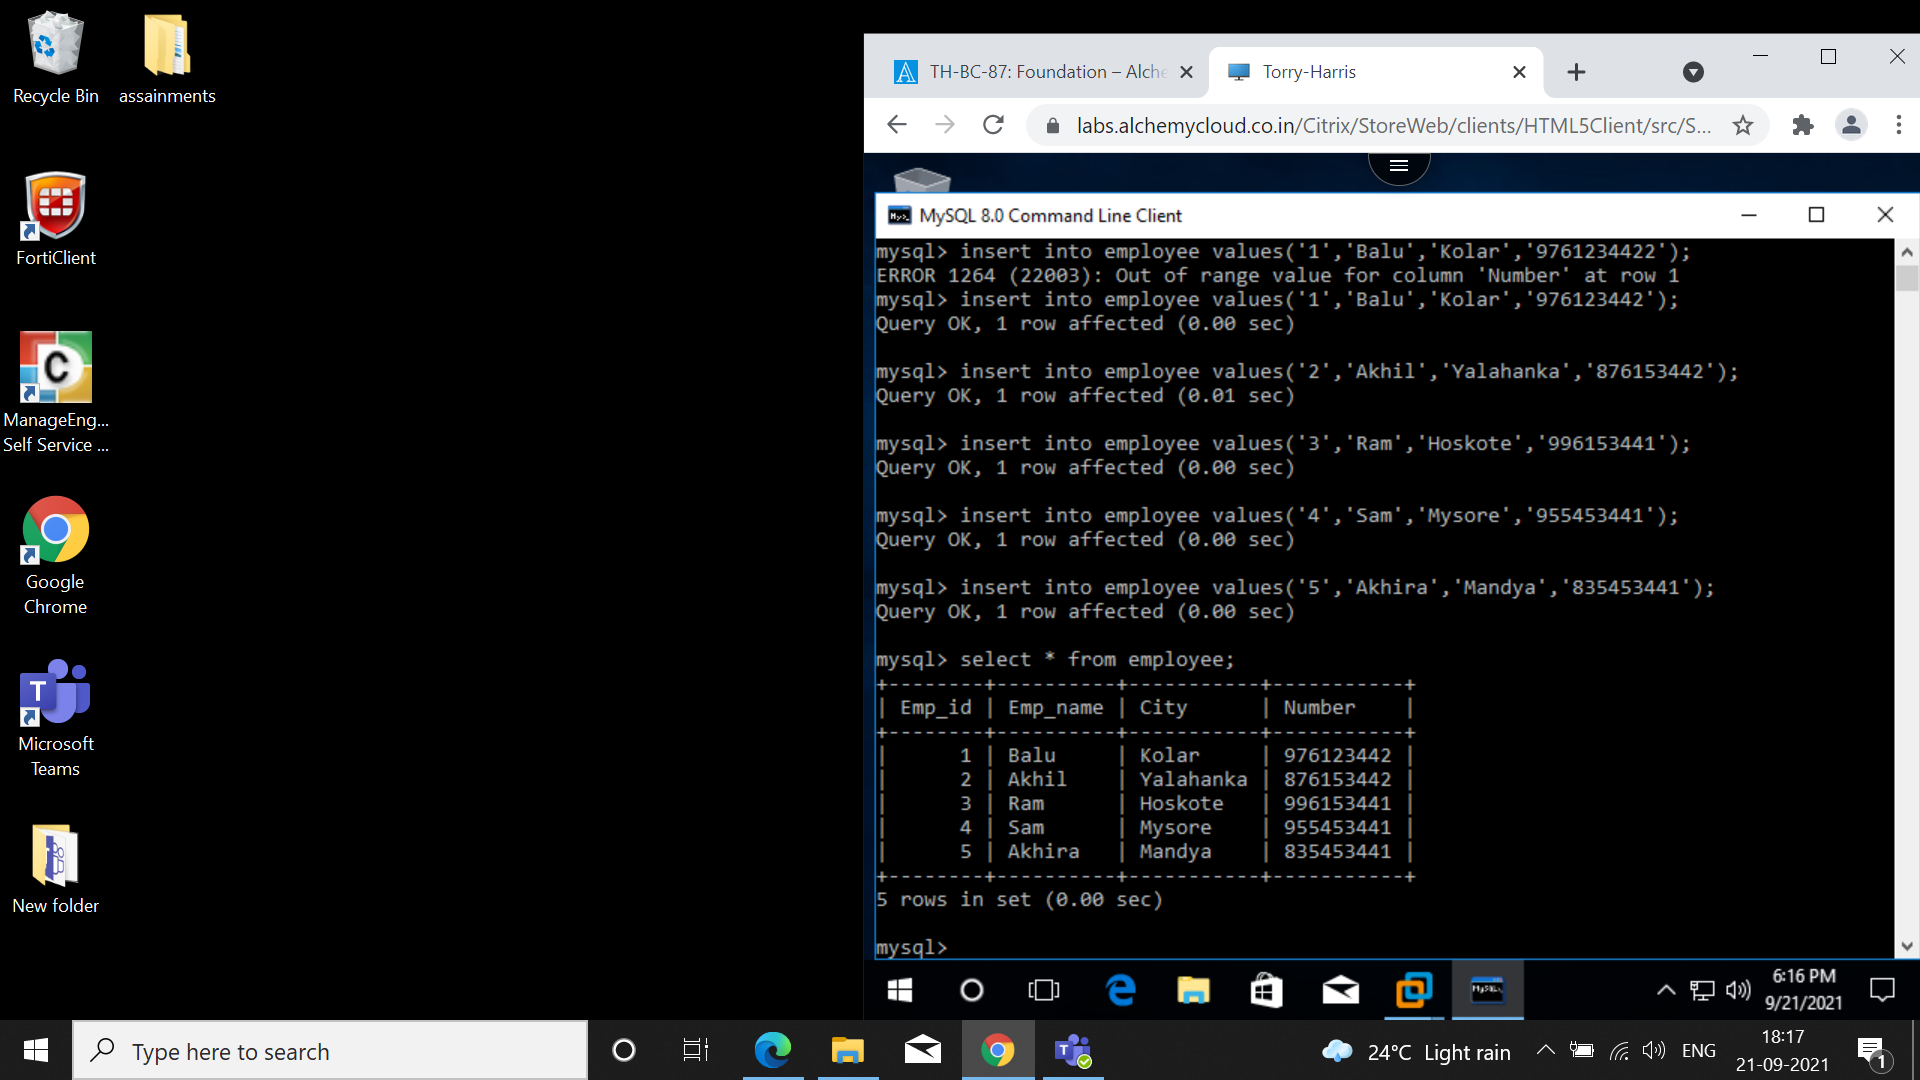 Recycle Bin
assainments
FortiClient
ManageEng...
Self Service ...
Google
Chrome
Microsoft
Teams
New folder
TH-BC-87: Foundation – Alche
Torry-Harris
labs.alchemycloud.co.in/Citrix/StoreWeb/clients/HTML5Client/src/S...
MySQL 8.0 Command Line Client
mysql> insert into employee values('1','Balu','Kolar','9761234422');
ERROR 1264 (22003): Out of range value for column 'Number' at row 1
mysql> insert into employee values('1','Balu','Kolar','976123442');
Query OK, 1 row affected (0.00 sec)
mysql> insert into employee values('2','Akhil','Yalahanka','876153442');
Query OK, 1 row affected (0.01 sec)
mysql> insert into employee values('3','Ram','Hoskote','996153441');
Query OK, 1 row affected (0.00 sec)
mysql> insert into employee values('4','Sam','Mysore','955453441');
Query OK, 1 row affected (0.00 sec)
mysql> insert into employee values('5','Akhira','Mandya','835453441');
Query OK, 1 row affected (0.00 sec)
mysql> select * from employee;
+--------+----------+-----------+-----------+
| Emp_id | Emp_name | City      | Number    |
+--------+----------+-----------+-----------+
|      1 | Balu     | Kolar     | 976123442 |
|      2 | Akhil    | Yalahanka | 876153442 |
|      3 | Ram      | Hoskote   | 996153441 |
|      4 | Sam      | Mysore    | 955453441 |
|      5 | Akhira   | Mandya    | 835453441 |
+--------+----------+-----------+-----------+
5 rows in set (0.00 sec)
mysql>
6:16 PM
9/21/2021
Type here to search
24°C Light rain
ENG
18:17
21-09-2021
1